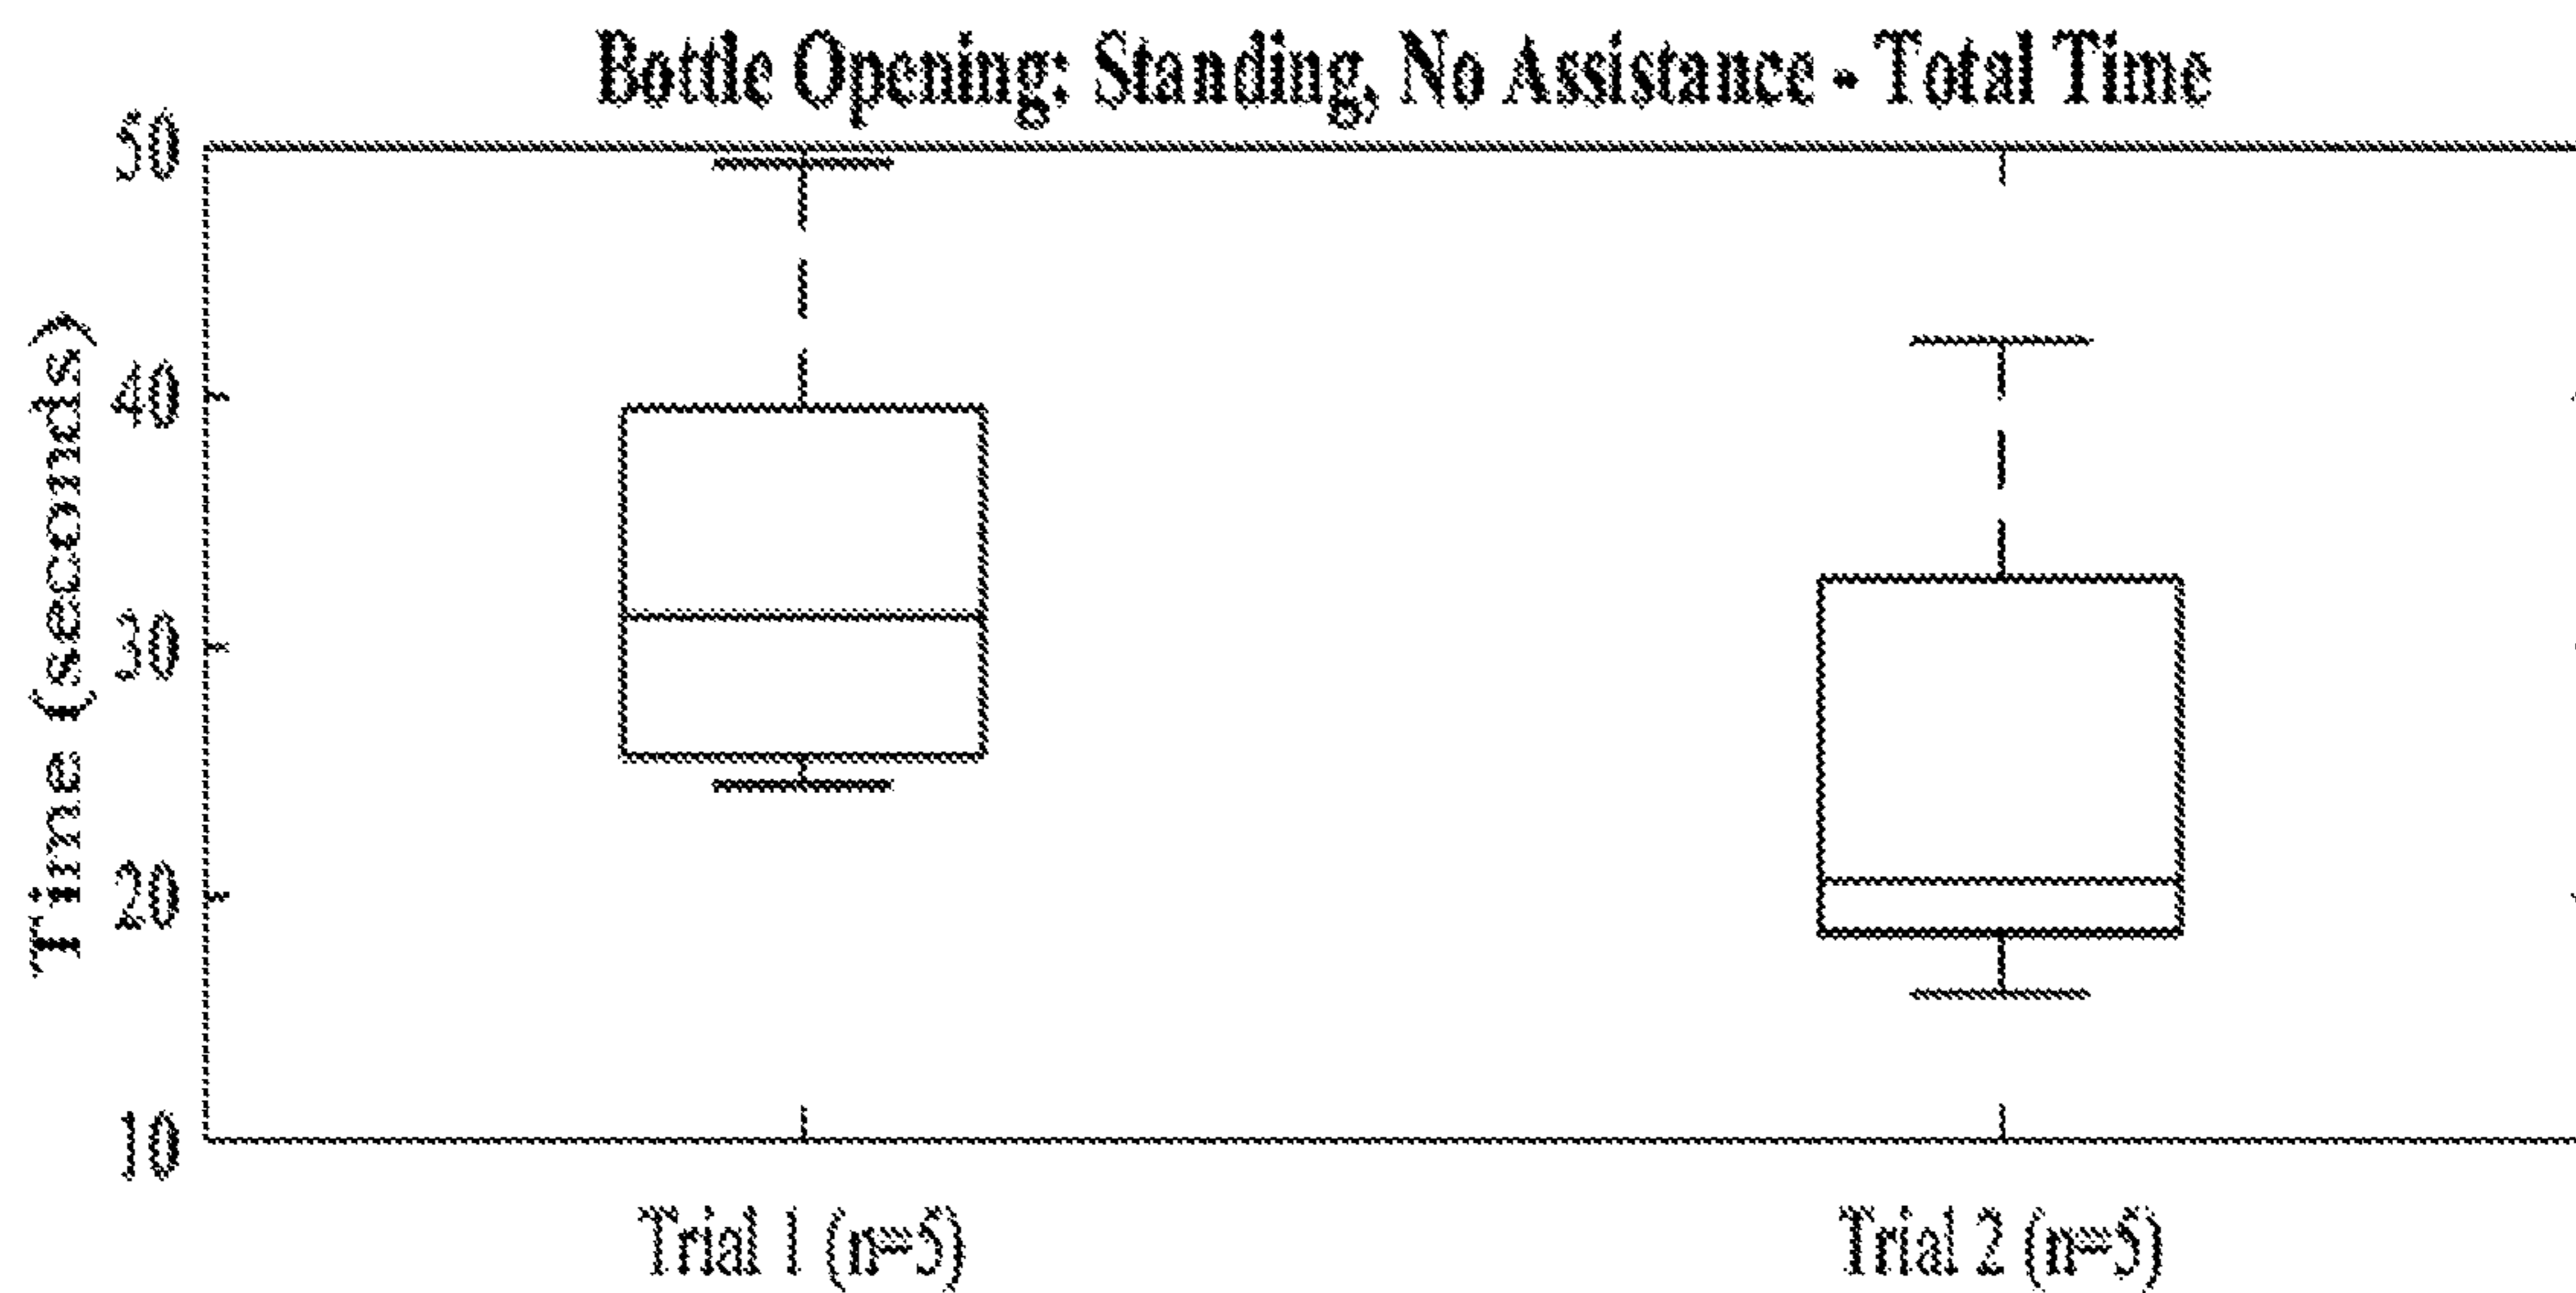 Bottle Opening: Standing, No Assistance - Total Time
Time (seconds)
50
40
30
20
10
Trial 1 (n=5)
Trial 2 (n=5)